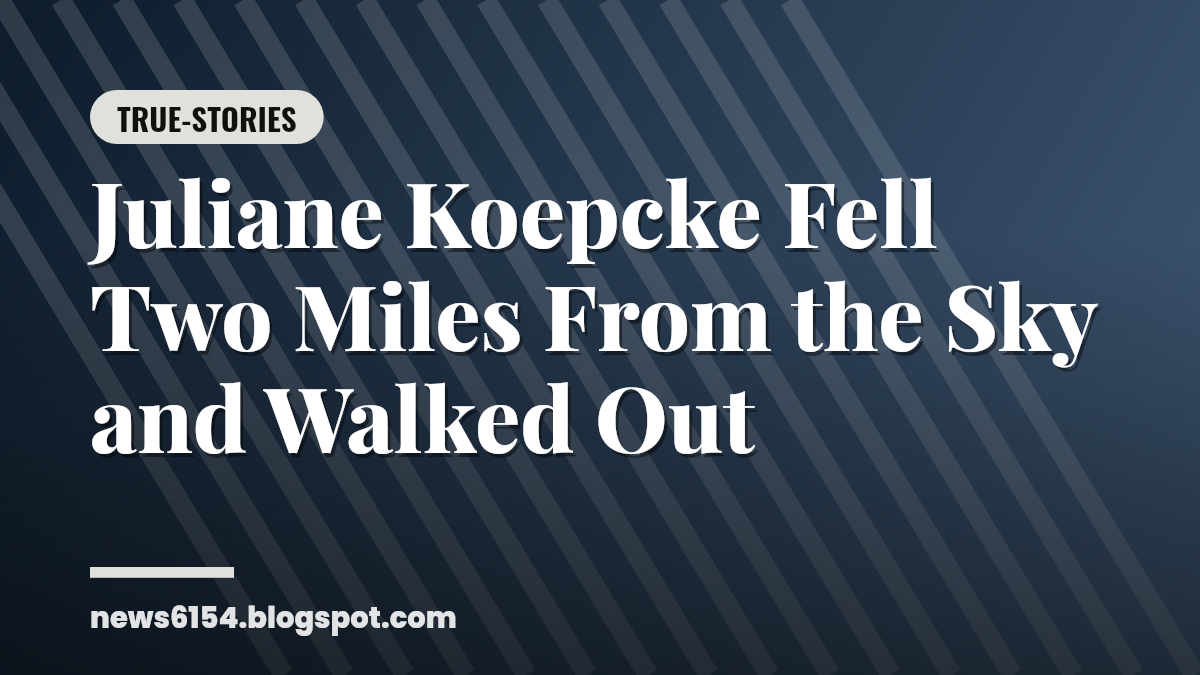 TRUE-STORIES
Juliane Koepcke Fell
Two Miles From the Sky
and Walked Out
news6154.blogspot.com